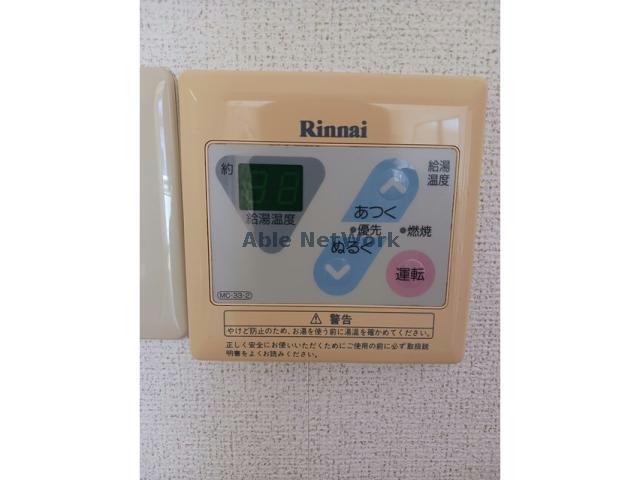 Rinnai
約
給湯温度
給湯
温度
あつく
優先
燃焼
ぬるく
運転
MC-33-2
⚠ 警告
やけど防止のため、お湯を使う前に湯温を確かめてください。
正しく安全にお使いいただくためにご使用の前に必ず取扱説
明書をよくお読みください。
Able NetWork